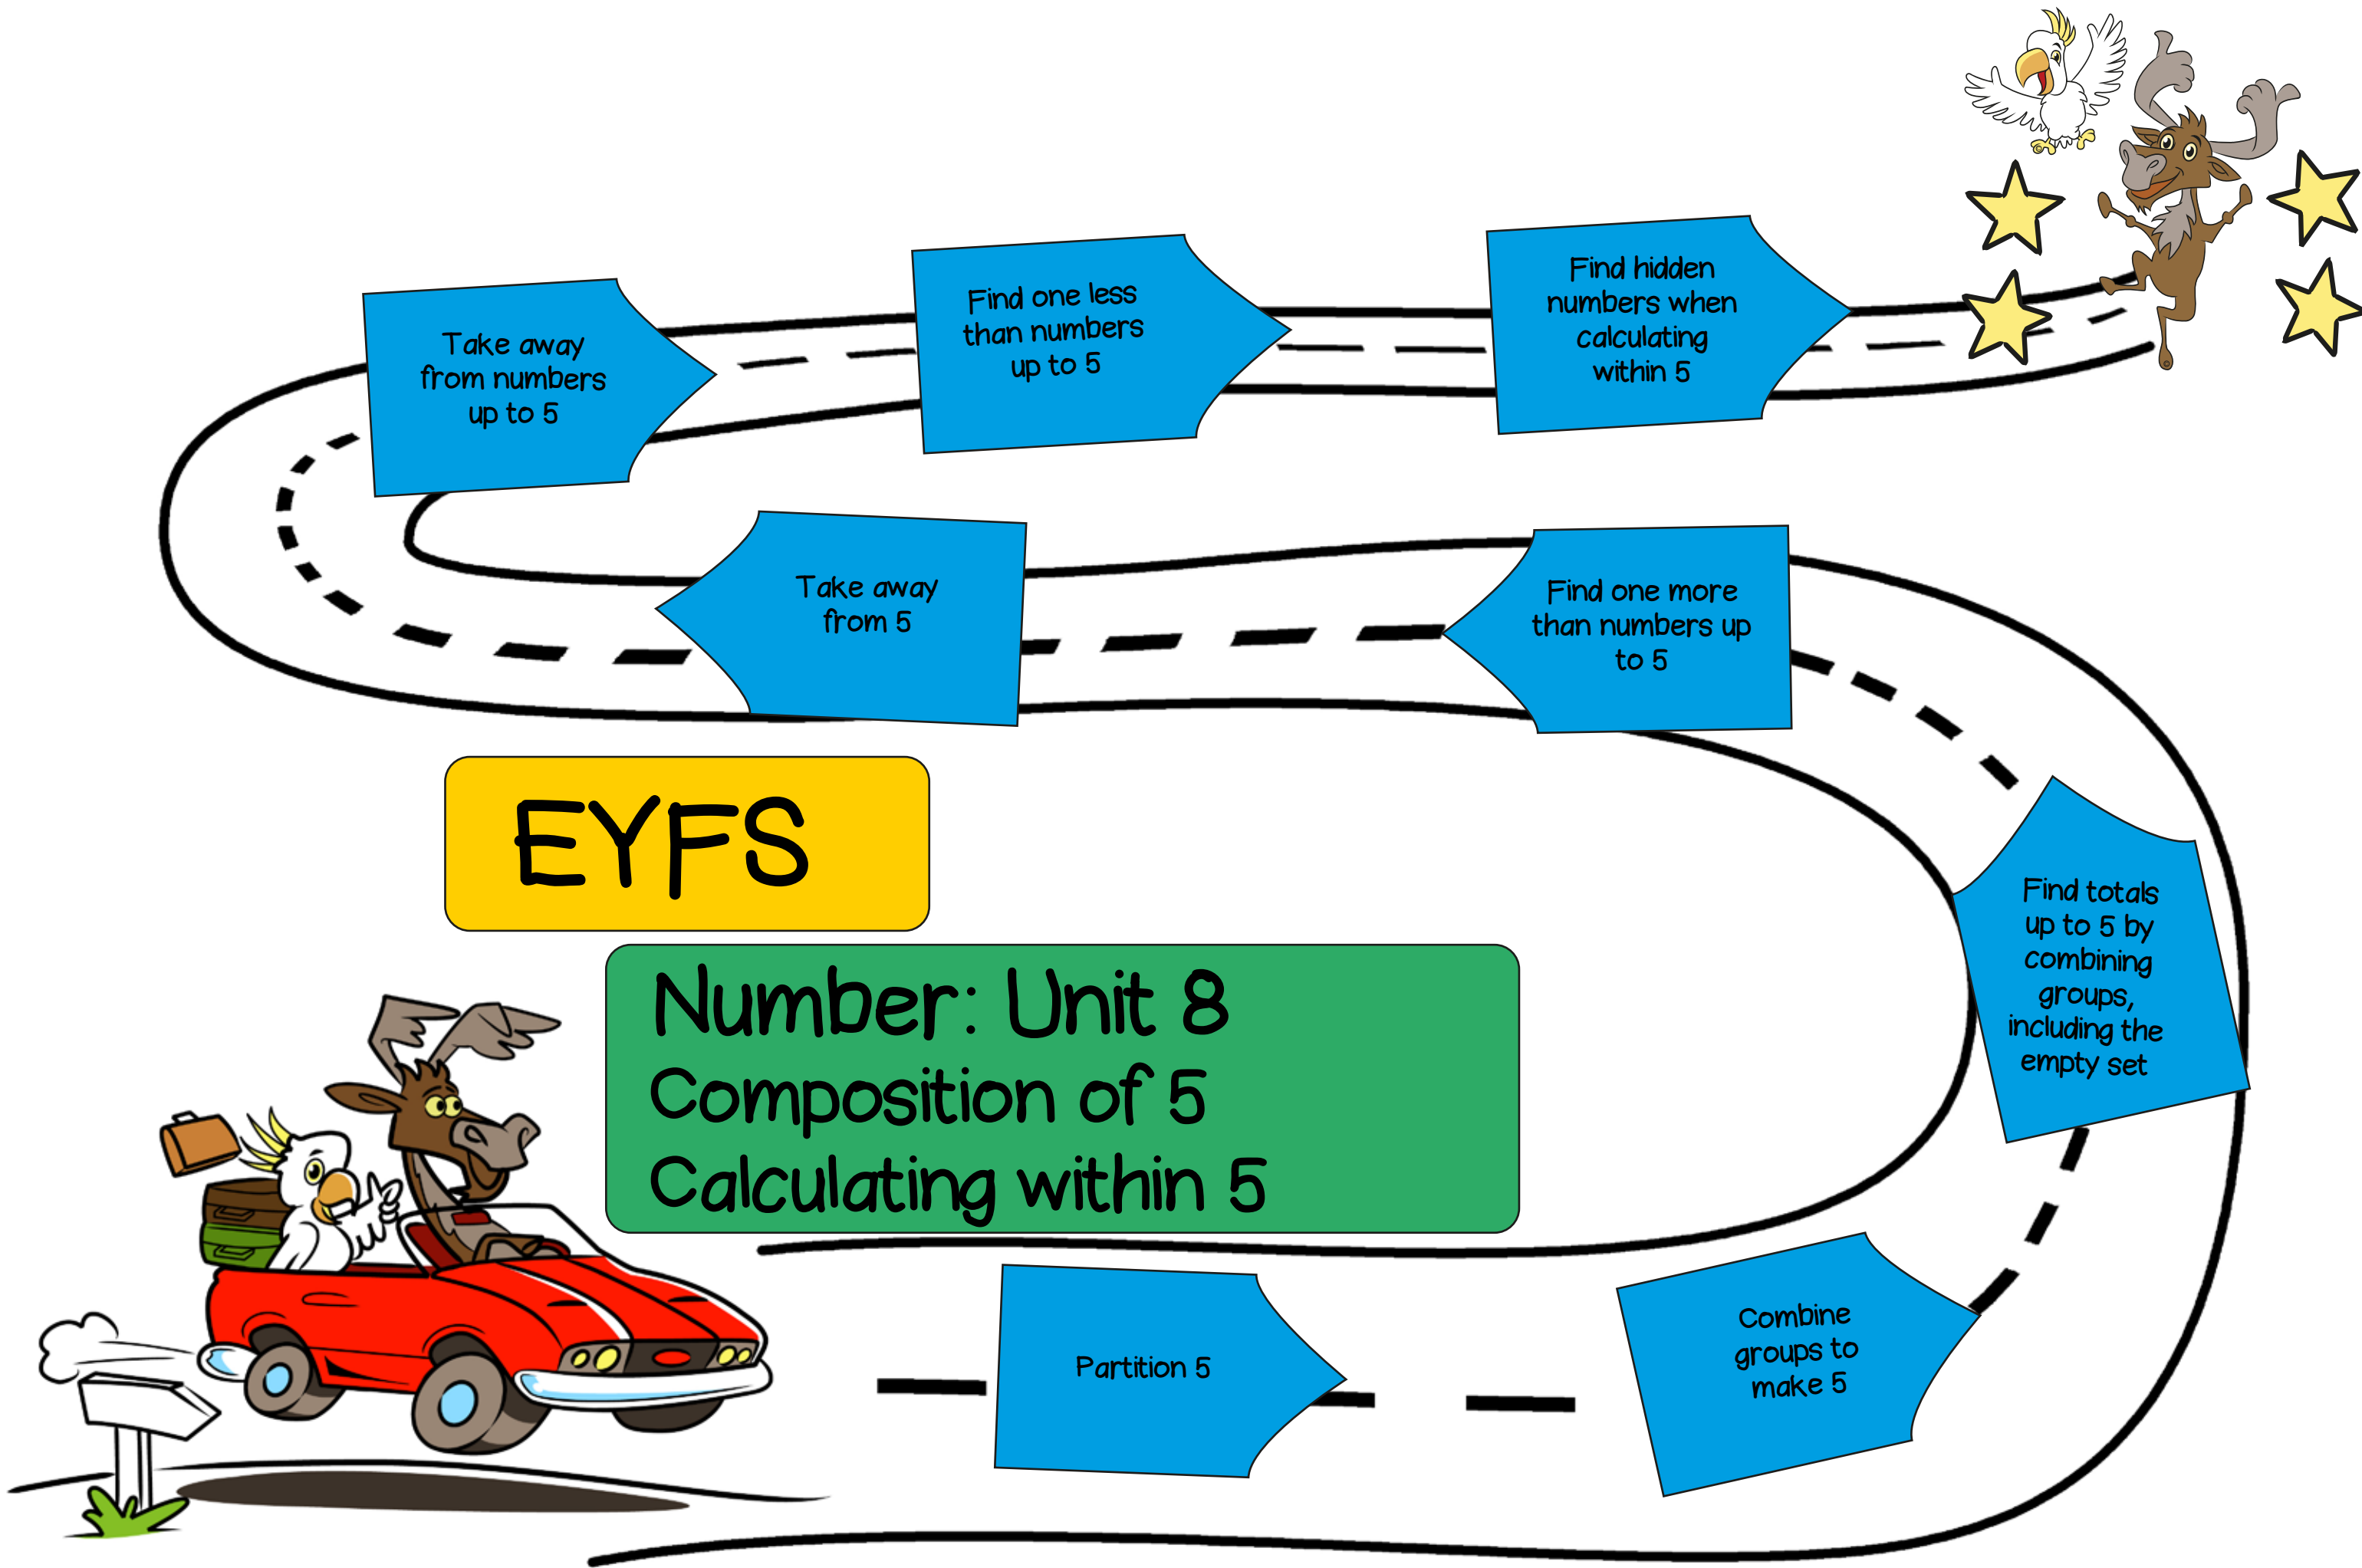 Find hidden
numbers when
calculating
within 5
Find one less
than numbers
up to 5
Take away
from numbers
up to 5
Take away
from 5
Find one more
than numbers up
to 5
EYFS
Find totals
up to 5 by
combining
groups,
including the
empty set
Number: Unit 8
Composition of 5
Calculating within 5
Partition 5
Combine
groups to
make 5